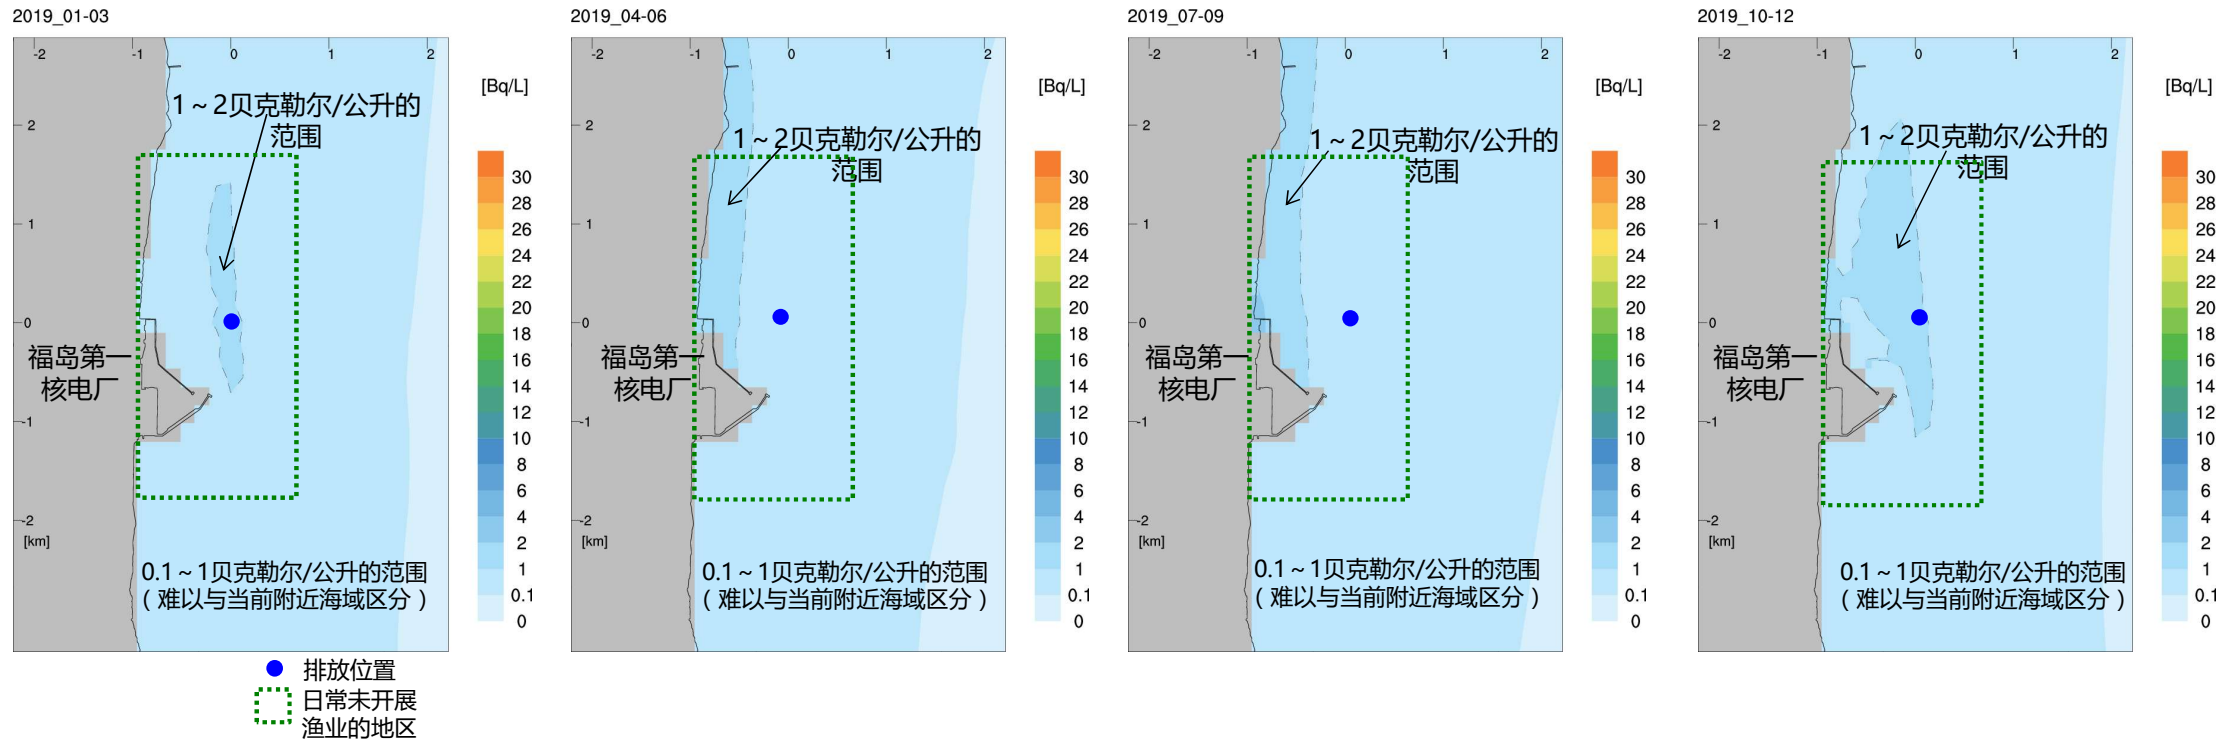 2019_01-03
-2 -1 0 1 2
[Bq/L]
1～2贝克勒尔/公升的
范围
2
1
0
-1
-2
[km]
福岛第一
核电厂
0.1～1贝克勒尔/公升的范围
（难以与当前附近海域区分）
30
28
26
24
22
20
18
16
14
12
10
8
6
4
2
1
0.1
0
2019_04-06
-2 -1 0 1 2
[Bq/L]
1～2贝克勒尔/公升的
范围
2
1
0
-1
-2
[km]
福岛第一
核电厂
0.1～1贝克勒尔/公升的范围
（难以与当前附近海域区分）
30
28
26
24
22
20
18
16
14
12
10
8
6
4
2
1
0.1
0
2019_07-09
-2 -1 0 1 2
[Bq/L]
1～2贝克勒尔/公升的
范围
2
1
0
-1
-2
[km]
福岛第一
核电厂
0.1～1贝克勒尔/公升的范围
（难以与当前附近海域区分）
30
28
26
24
22
20
18
16
14
12
10
8
6
4
2
1
0.1
0
2019_10-12
-2 -1 0 1 2
[Bq/L]
1～2贝克勒尔/公升的
范围
2
1
0
-1
-2
[km]
福岛第一
核电厂
0.1～1贝克勒尔/公升的范围
（难以与当前附近海域区分）
30
28
26
24
22
20
18
16
14
12
10
8
6
4
2
1
0.1
0
排放位置
日常未开展
渔业的地区